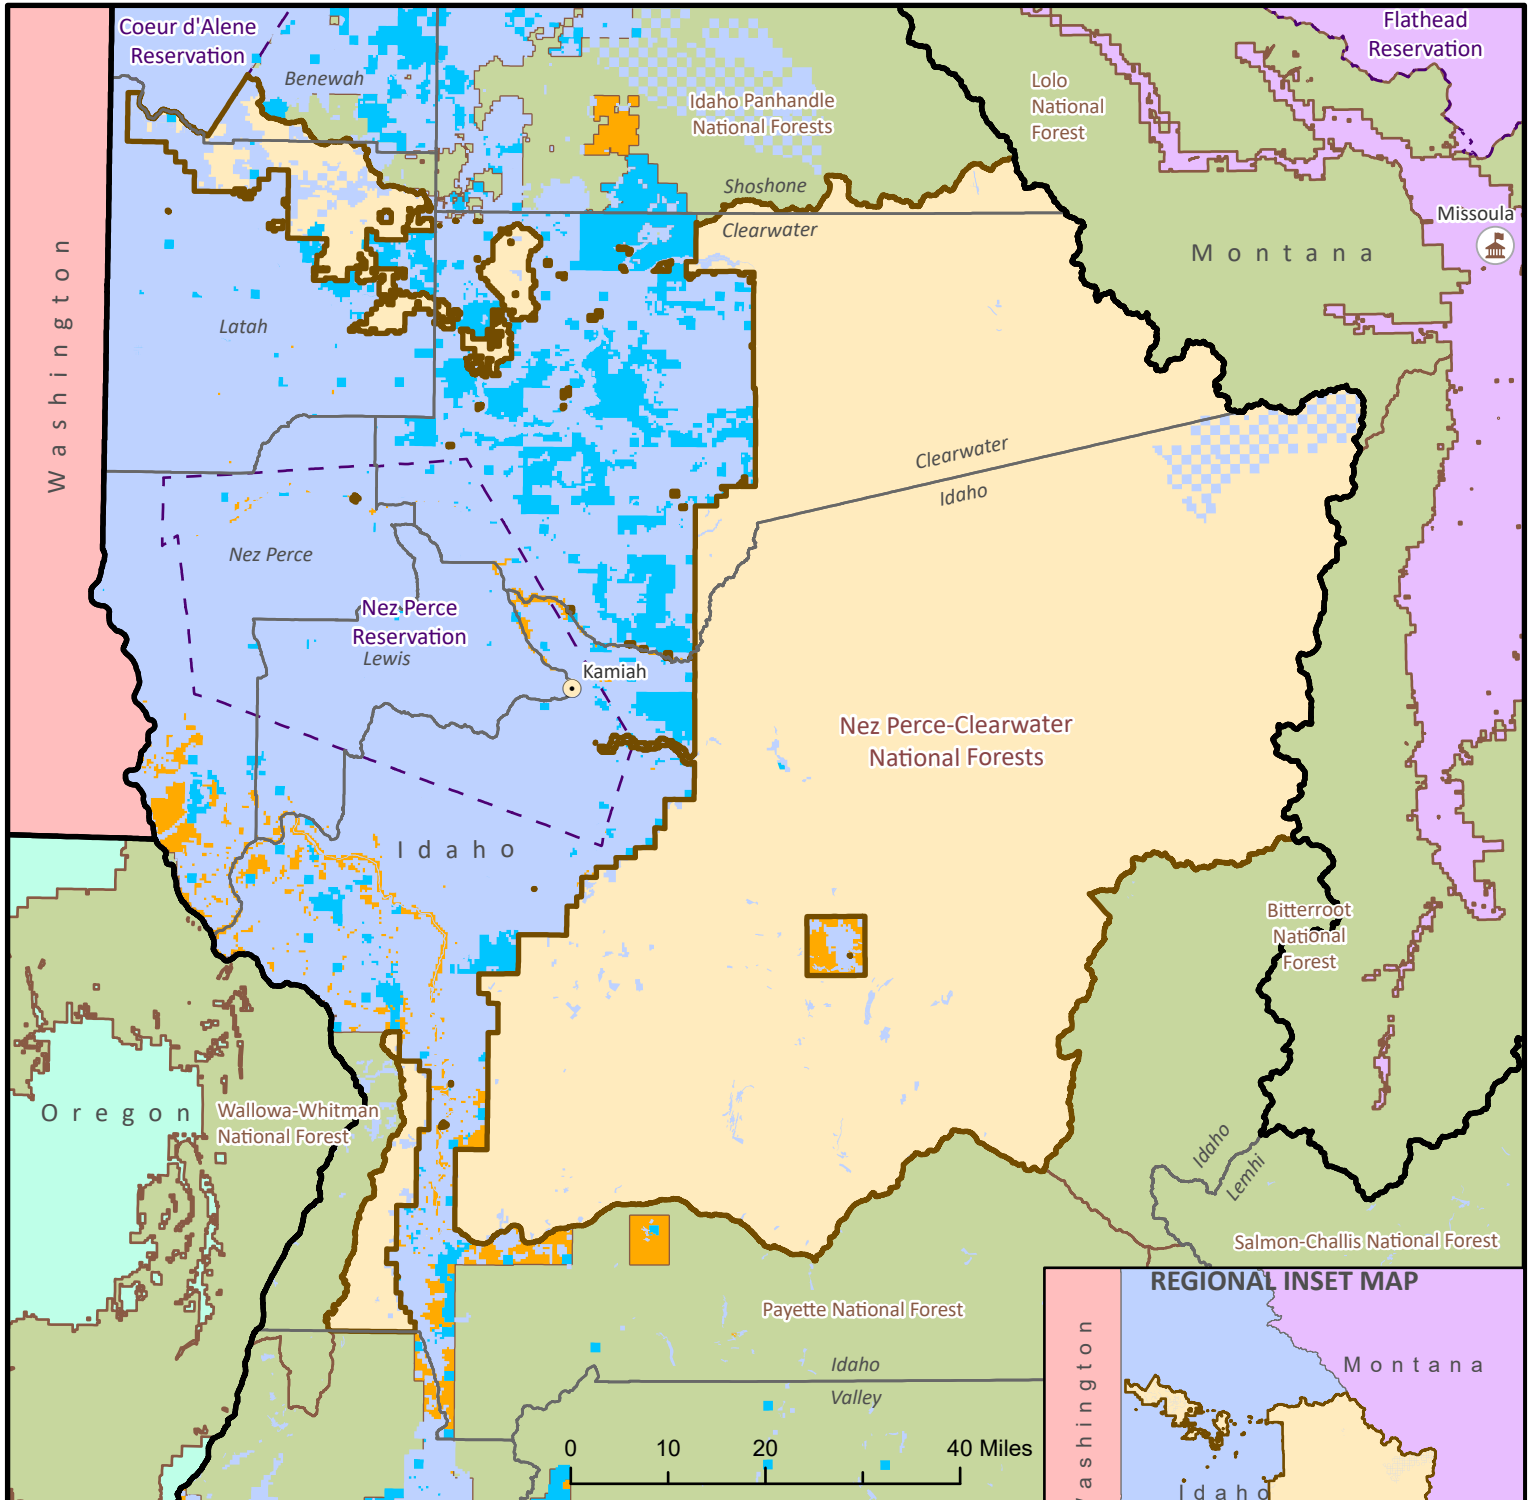 Coeur d'Alene
Reservation
Flathead
Reservation
Benewah
Idaho Panhandle
National Forests
Lolo
National
Forest
Shoshone
Clearwater
Missoula
Montana
Washington
Latah
Clearwater
Idaho
Nez Perce
Nez Perce
Reservation
Lewis
Kamiah
Nez Perce-Clearwater
National Forests
Idaho
Bitterroot
National
Forest
Oregon
Wallowa-Whitman
National Forest
Idaho
Lemhi
Salmon-Challis National Forest
Payette National Forest
Idaho
Valley
0 10 20 40 Miles
REGIONAL INSET MAP
Washington
Montana
Idaho